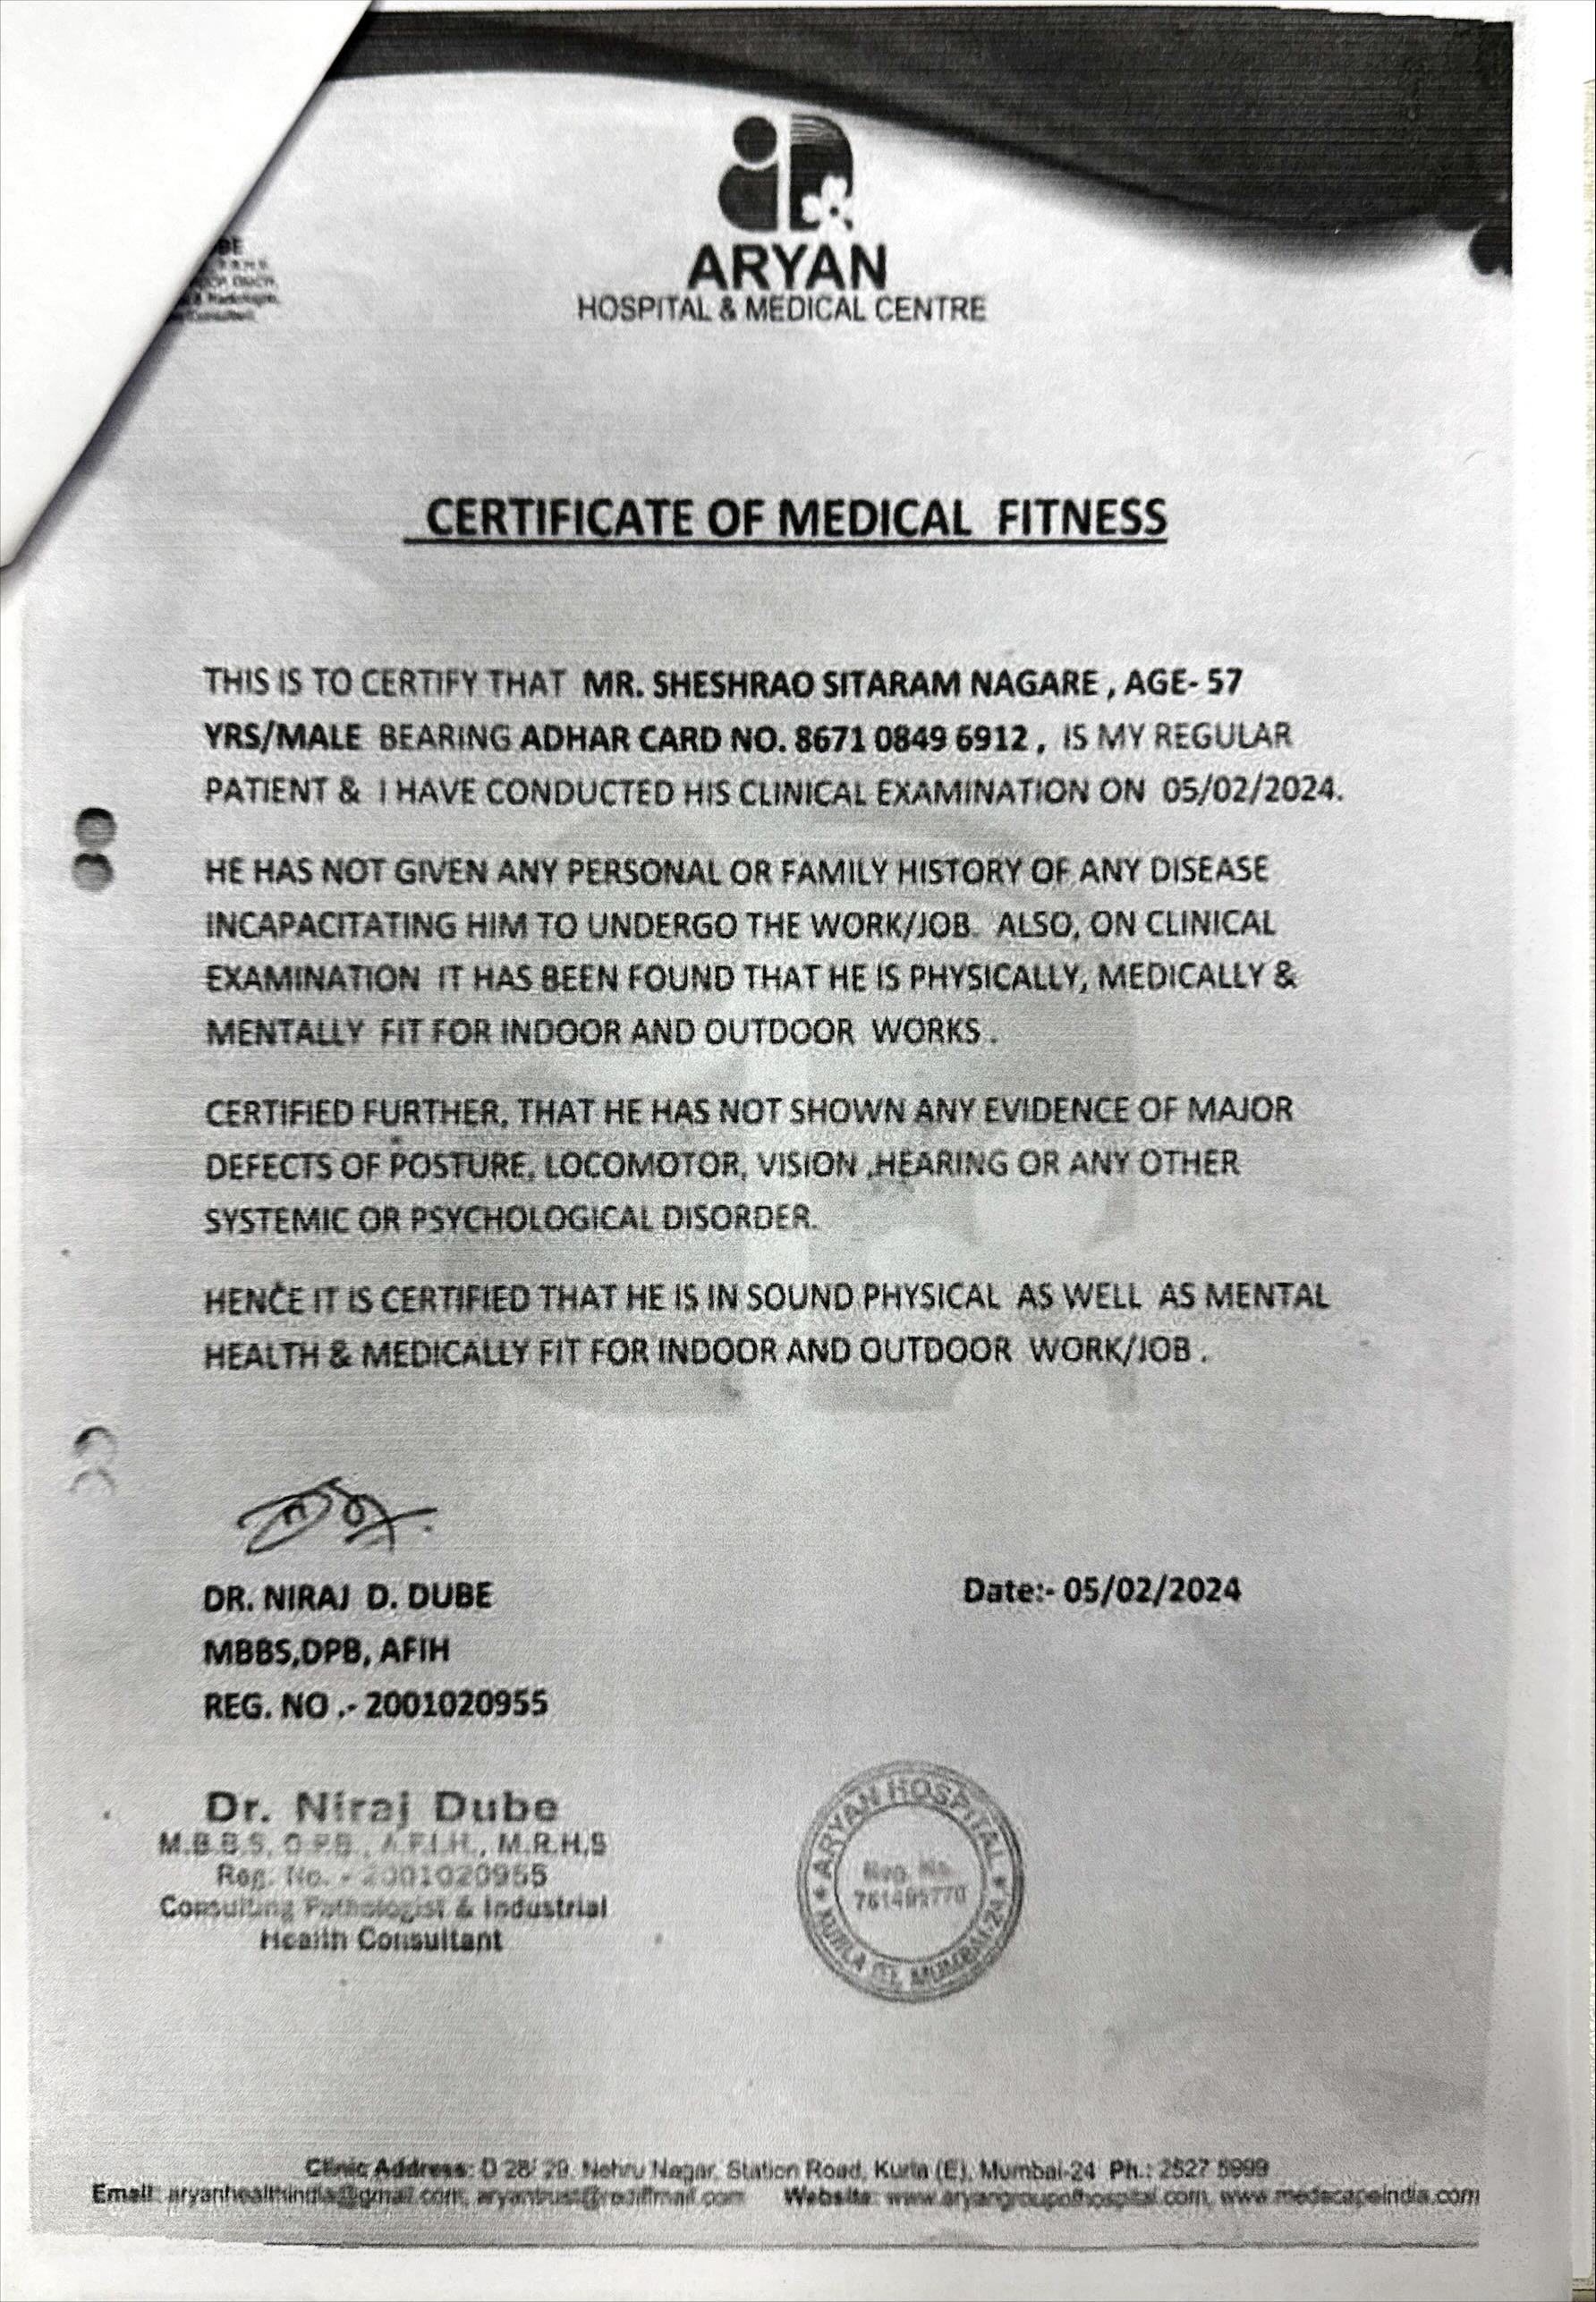 ARYAN
HOSPITAL & MEDICAL CENTRE
CERTIFICATE OF MEDICAL FITNESS
THIS IS TO CERTIFY THAT MR. SHESHRAO SITARAM NAGARE , AGE- 57
YRS/MALE BEARING ADHAR CARD NO. 8671 0849 6912 , IS MY REGULAR
PATIENT & I HAVE CONDUCTED HIS CLINICAL EXAMINATION ON 05/02/2024.
HE HAS NOT GIVEN ANY PERSONAL OR FAMILY HISTORY OF ANY DISEASE
INCAPACITATING HIM TO UNDERGO THE WORK/JOB. ALSO, ON CLINICAL
EXAMINATION IT HAS BEEN FOUND THAT HE IS PHYSICALLY, MEDICALLY &
MENTALLY FIT FOR INDOOR AND OUTDOOR WORKS .
CERTIFIED FURTHER, THAT HE HAS NOT SHOWN ANY EVIDENCE OF MAJOR
DEFECTS OF POSTURE, LOCOMOTOR, VISION ,HEARING OR ANY OTHER
SYSTEMIC OR PSYCHOLOGICAL DISORDER.
HENCE IT IS CERTIFIED THAT HE IS IN SOUND PHYSICAL AS WELL AS MENTAL
HEALTH & MEDICALLY FIT FOR INDOOR AND OUTDOOR WORK/JOB .
DR. NIRAJ D. DUBE
Date:- 05/02/2024
MBBS,DPB, AFIH
REG. NO .- 2001020955
Dr. Niraj Dube
M.B.B.S, D.P.B., A.F.I.H., M.R.H.S
Reg. No. - 2001020955
Consulting Pathologist & Industrial
Health Consultant
ARYAN HOSPITAL
Reg. No.
KURLA (E), MUMBAI-24
Clinic Address: D 28/ 29, Nehru Nagar, Station Road, Kurla (E), Mumbai-24 Ph.: 2527 5999
Email: aryanhealthindia@gmail.com, aryantrust@rediffmail.com Website: www.aryangroupofhospital.com, www.medscapeindia.com